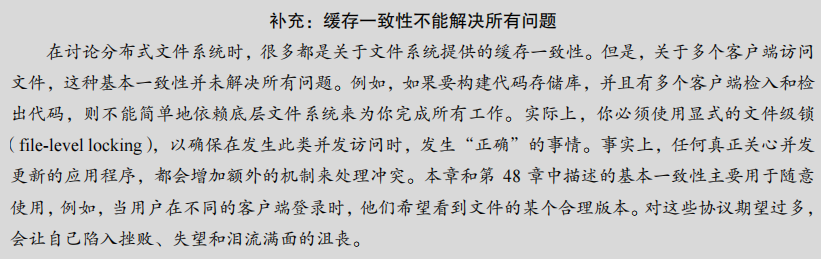 补充：缓存一致性不能解决所有问题
在讨论分布式文件系统时，很多都是关于文件系统提供的缓存一致性。但是，关于多个客户端访问
文件，这种基本一致性并未解决所有问题。例如，如果要构建代码存储库，并且有多个客户端检入和检
出代码，则不能简单地依赖底层文件系统来为你完成所有工作。实际上，你必须使用显式的文件级锁
（file-level locking），以确保在发生此类并发访问时，发生“正确”的事情。事实上，任何真正关心并发
更新的应用程序，都会增加额外的机制来处理冲突。本章和第 48 章中描述的基本一致性主要用于随意
使用，例如，当用户在不同的客户端登录时，他们希望看到文件的某个合理版本。对这些协议期望过多，
会让自己陷入挫败、失望和泪流满面的沮丧。